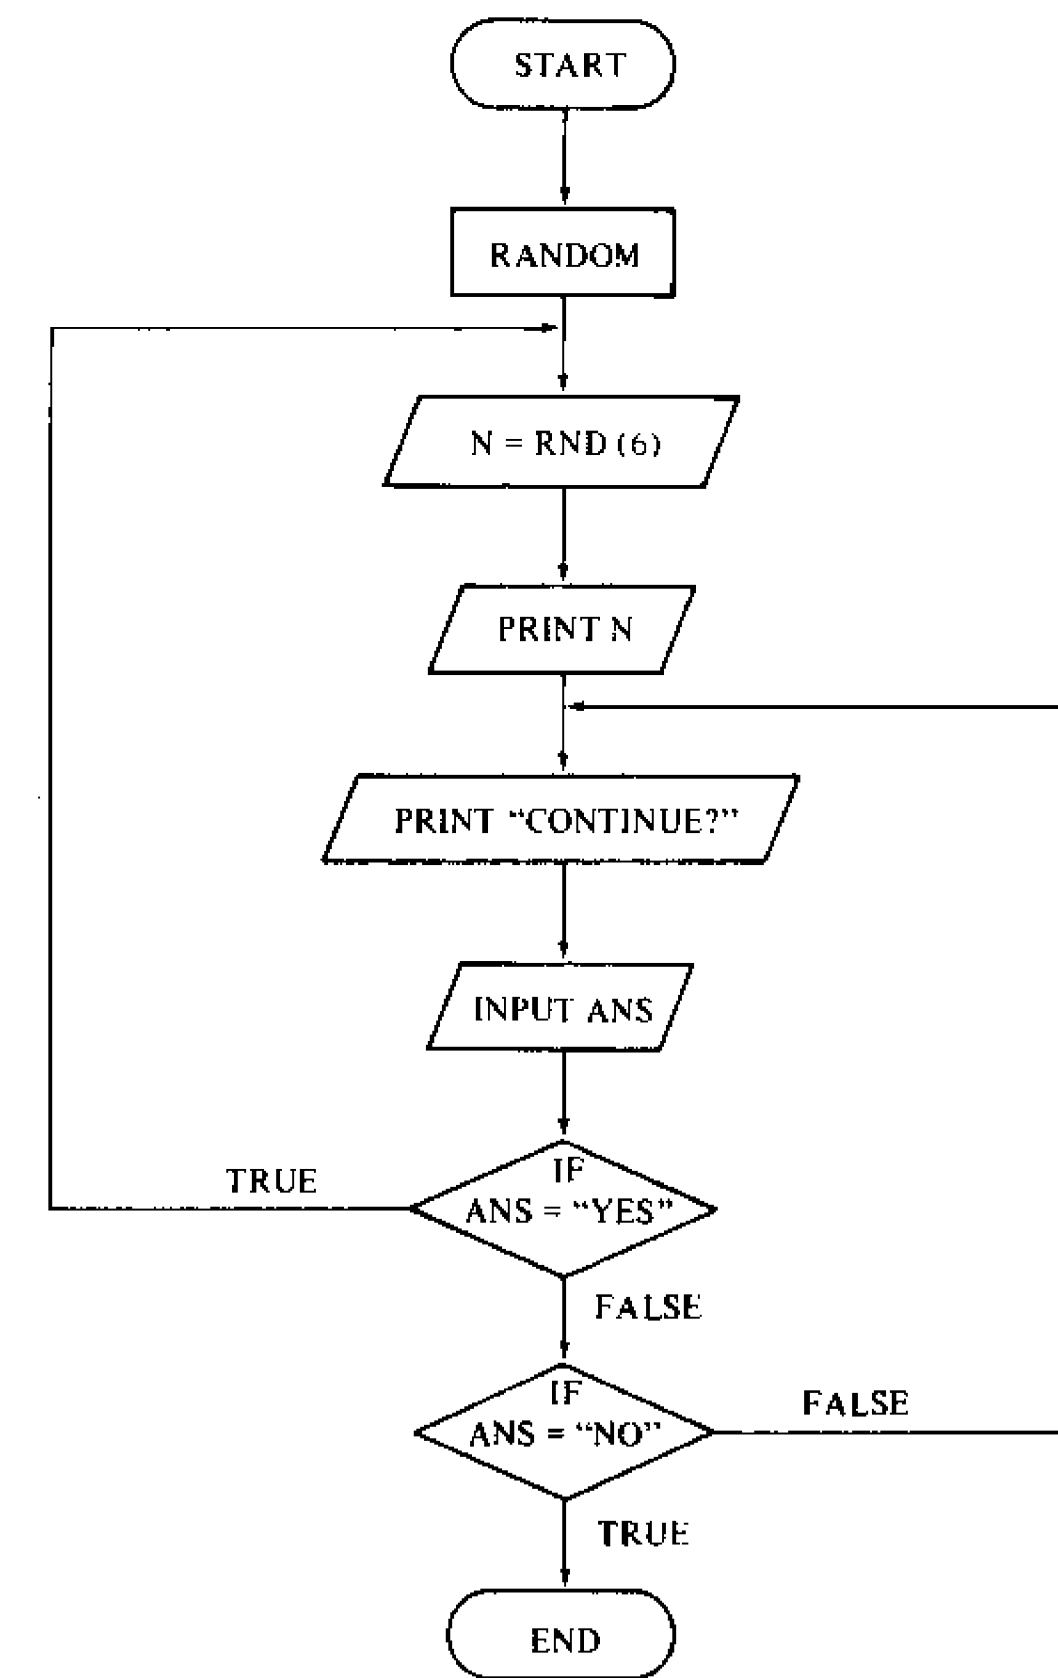 START
RANDOM
N = RND (6)
PRINT N
PRINT “CONTINUE?”
INPUT ANS
TRUE
IF
ANS = “YES”
FALSE
IF
ANS = “NO”
FALSE
TRUE
END